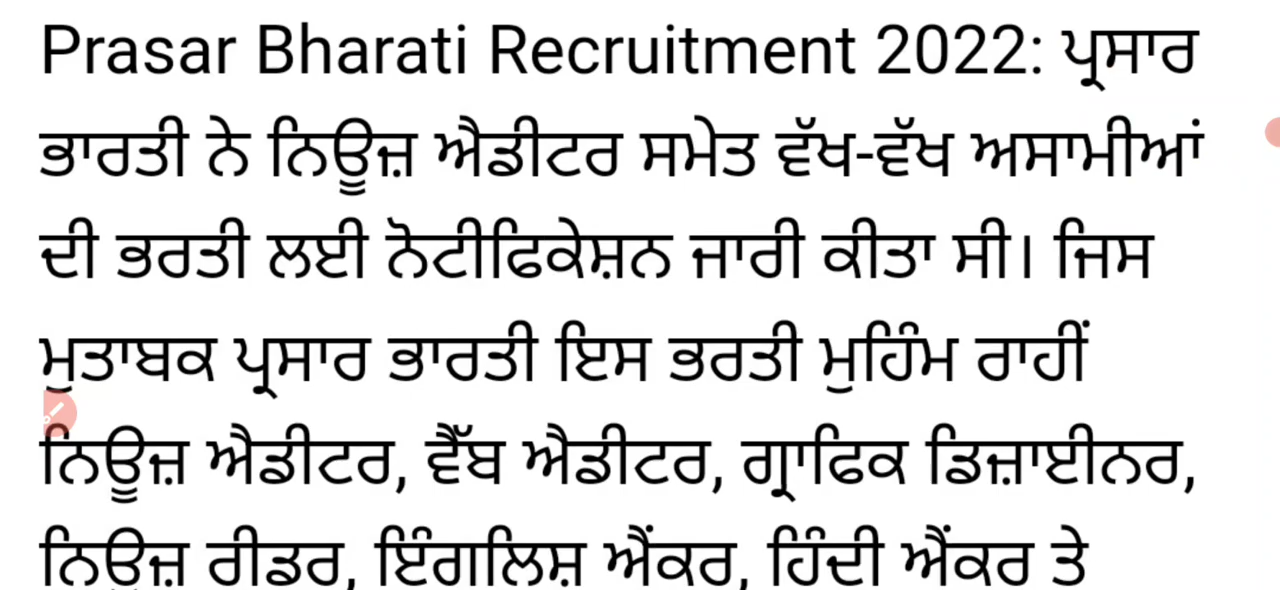 Prasar Bharati Recruitment 2022: ਪ੍ਰਸਾਰ
ਭਾਰਤੀ ਨੇ ਨਿਊਜ਼ ਐਡੀਟਰ ਸਮੇਤ ਵੱਖ-ਵੱਖ ਅਸਾਮੀਆਂ
ਦੀ ਭਰਤੀ ਲਈ ਨੋਟੀਫਿਕੇਸ਼ਨ ਜਾਰੀ ਕੀਤਾ ਸੀ। ਜਿਸ
ਮੁਤਾਬਕ ਪ੍ਰਸਾਰ ਭਾਰਤੀ ਇਸ ਭਰਤੀ ਮੁਹਿੰਮ ਰਾਹੀਂ
ਨਿਊਜ਼ ਐਡੀਟਰ, ਵੈੱਬ ਐਡੀਟਰ, ਗ੍ਰਾਫਿਕ ਡਿਜ਼ਾਈਨਰ,
ਨਿਊਜ਼ ਰੀਡਰ, ਇੰਗਲਿਸ਼ ਐਂਕਰ, ਹਿੰਦੀ ਐਂਕਰ ਤੇ